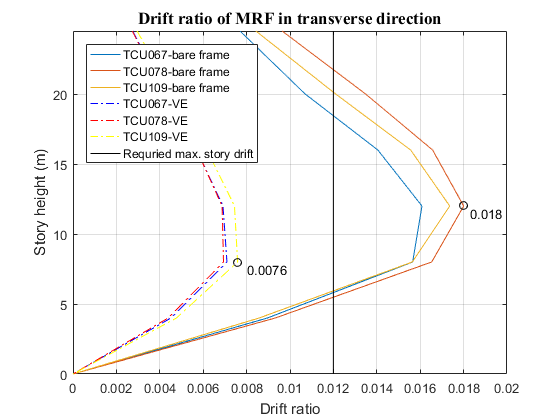 Drift ratio of MRF in transverse direction
TCU067-bare frame
TCU078-bare frame
TCU109-bare frame
TCU067-VE
TCU078-VE
TCU109-VE
Requried max. story drift
20
15
10
5
0
Story height (m)
0.018
0.0076
0 0.002 0.004 0.006 0.008 0.01 0.012 0.014 0.016 0.018 0.02
Drift ratio